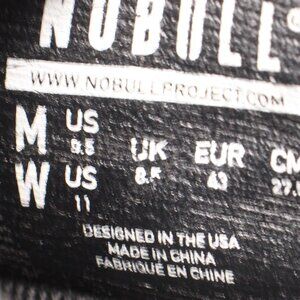 NOBULL
WWW.NOBULLPROJECT.COM
M US 9.5 UK 8.5 EUR 43 CM 27.
W US 11
DESIGNED IN THE USA
MADE IN CHINA
FABRIQUÉ EN CHINE